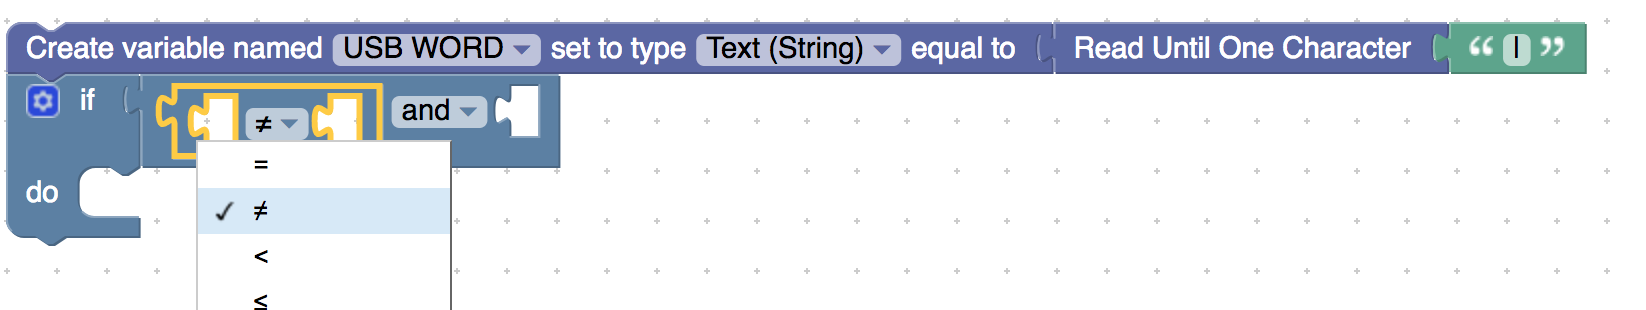 Create variable named USB WORD set to type Text (String) equal to Read Until One Character “ | ”
if ≠ and
=
✓ ≠
do
<
≤